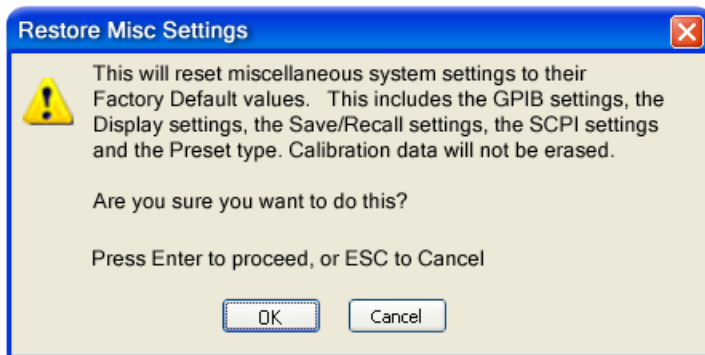 Restore Misc Settings
This will reset miscellaneous system settings to their
Factory Default values.   This includes the GPIB settings, the
Display settings, the Save/Recall settings, the SCPI settings
and the Preset type. Calibration data will not be erased.
Are you sure you want to do this?
Press Enter to proceed, or ESC to Cancel
OK
Cancel